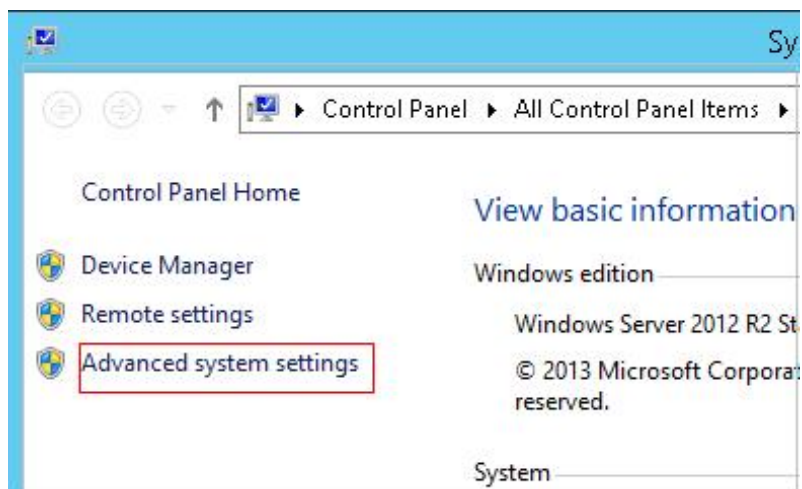 Sy
Control Panel ▸ All Control Panel Items ▸
Control Panel Home
Device Manager
Remote settings
Advanced system settings
View basic information
Windows edition
Windows Server 2012 R2 St
© 2013 Microsoft Corporat
reserved.
System